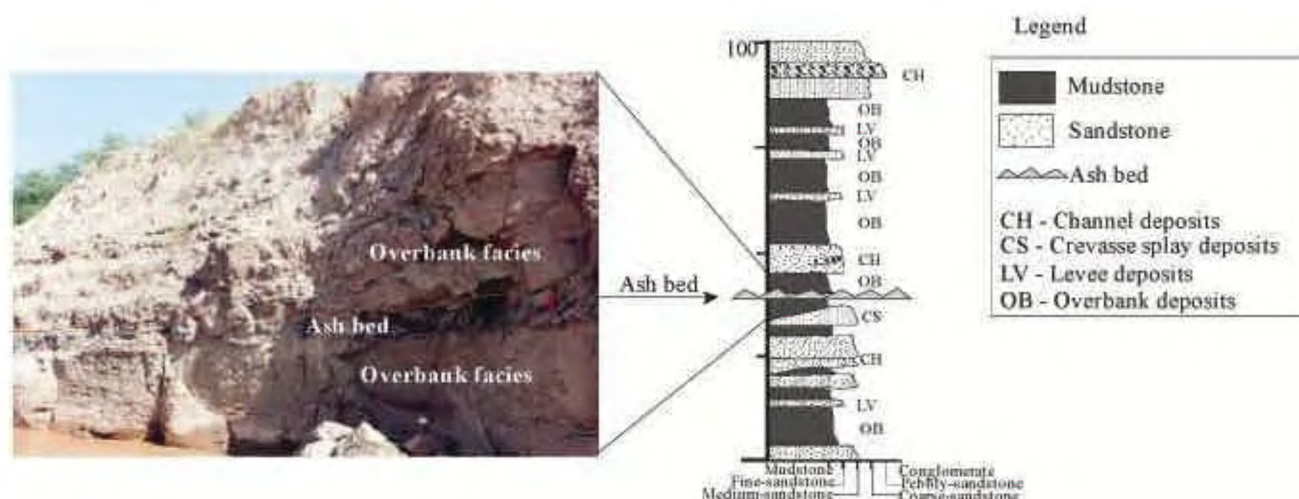 Overbank facies
Ash bed
Overbank facies
Ash bed
100
CH
OB
LV
OB
LV
OB
LV
OB
CH
OB
CS
CH
LV
OB
Mudstone
Fine-sandstone
Medium-sandstone
Conglomerate
Pebbly-sandstone
Coarse-sandstone
Legend
Mudstone
Sandstone
Ash bed
CH - Channel deposits
CS - Crevasse splay deposits
LV - Levee deposits
OB - Overbank deposits